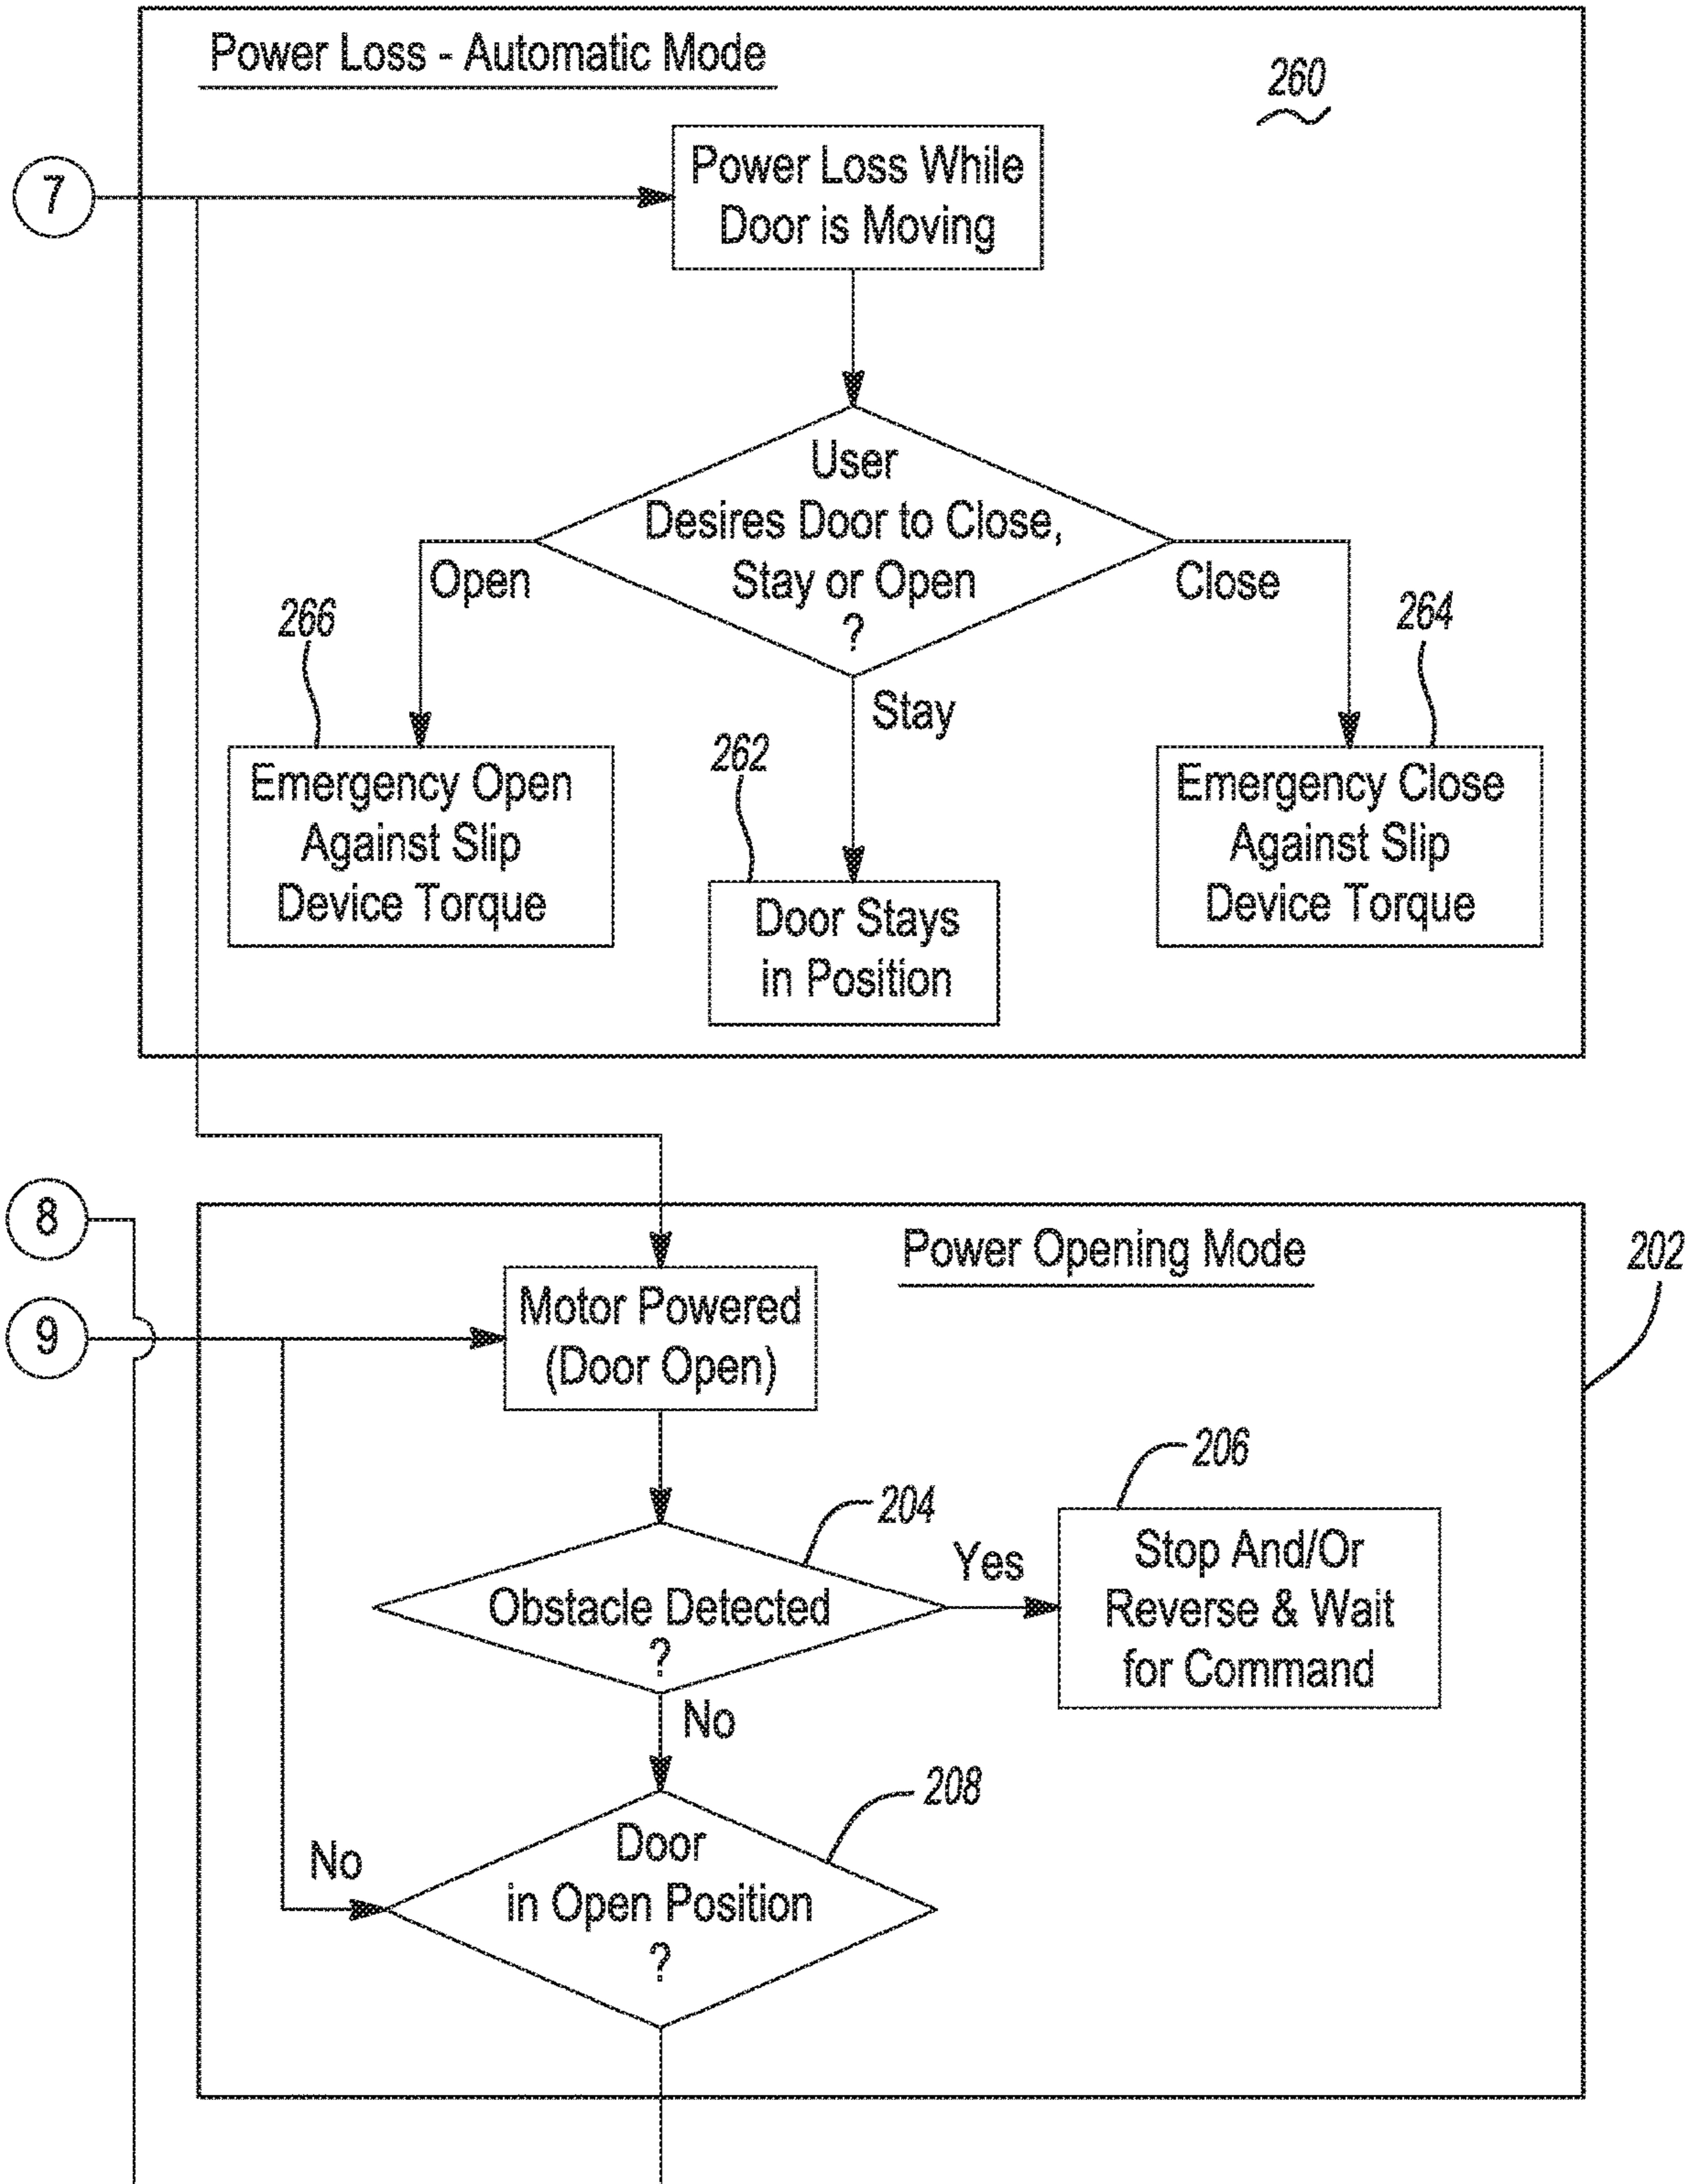 Power Loss - Automatic Mode
260
7
Power Loss While
Door is Moving
User
Desires Door to Close,
Stay or Open
?
Open
Close
Stay
266
264
262
Emergency Open
Against Slip
Device Torque
Door Stays
in Position
Emergency Close
Against Slip
Device Torque
8
9
Power Opening Mode
202
Motor Powered
(Door Open)
204
206
Obstacle Detected
?
Yes
Stop And/Or
Reverse & Wait
for Command
No
208
No
Door
in Open Position
?